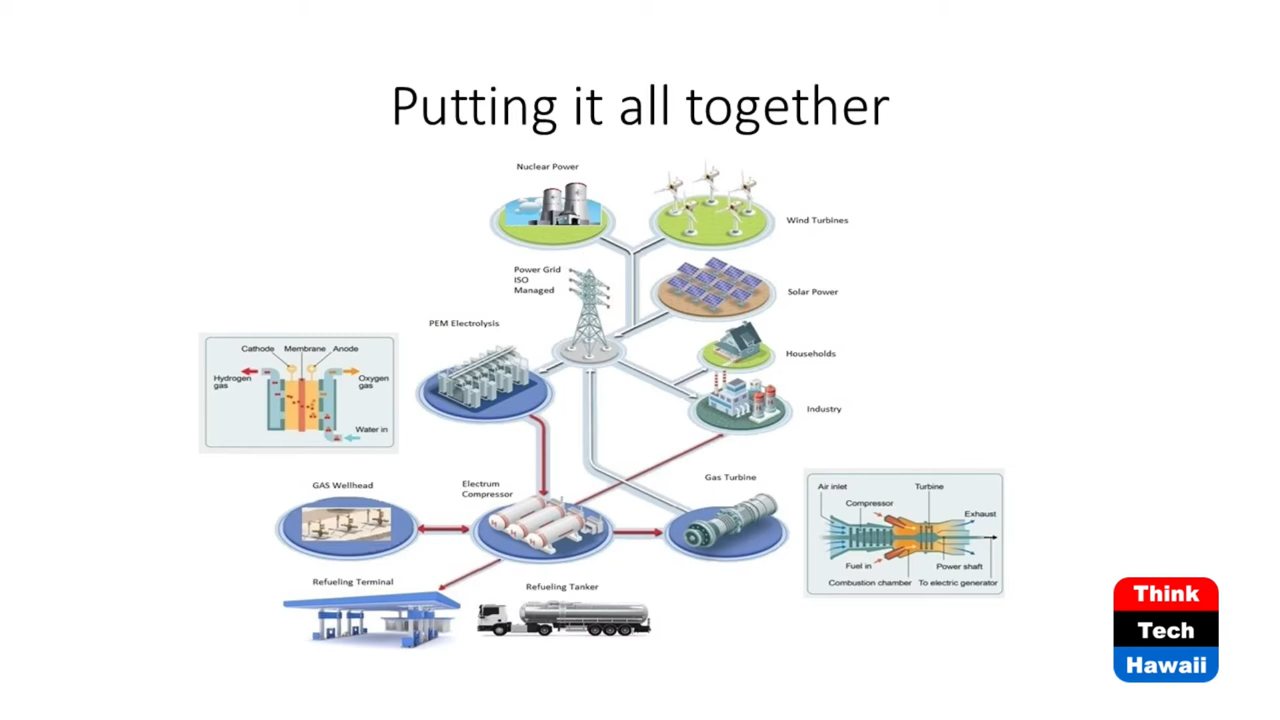 Putting it all together
Nuclear Power
Wind Turbines
Power Grid
ISO
Managed
Solar Power
PEM Electrolysis
Households
Cathode
Membrane
Anode
Hydrogen
gas
Oxygen
gas
Water in
Industry
GAS Wellhead
Electrum
Compressor
Gas Turbine
Air inlet
Turbine
Compressor
Exhaust
Fuel in
Power shaft
Combustion chamber
To electric generator
Refueling Terminal
Refueling Tanker
Think
Tech
Hawaii